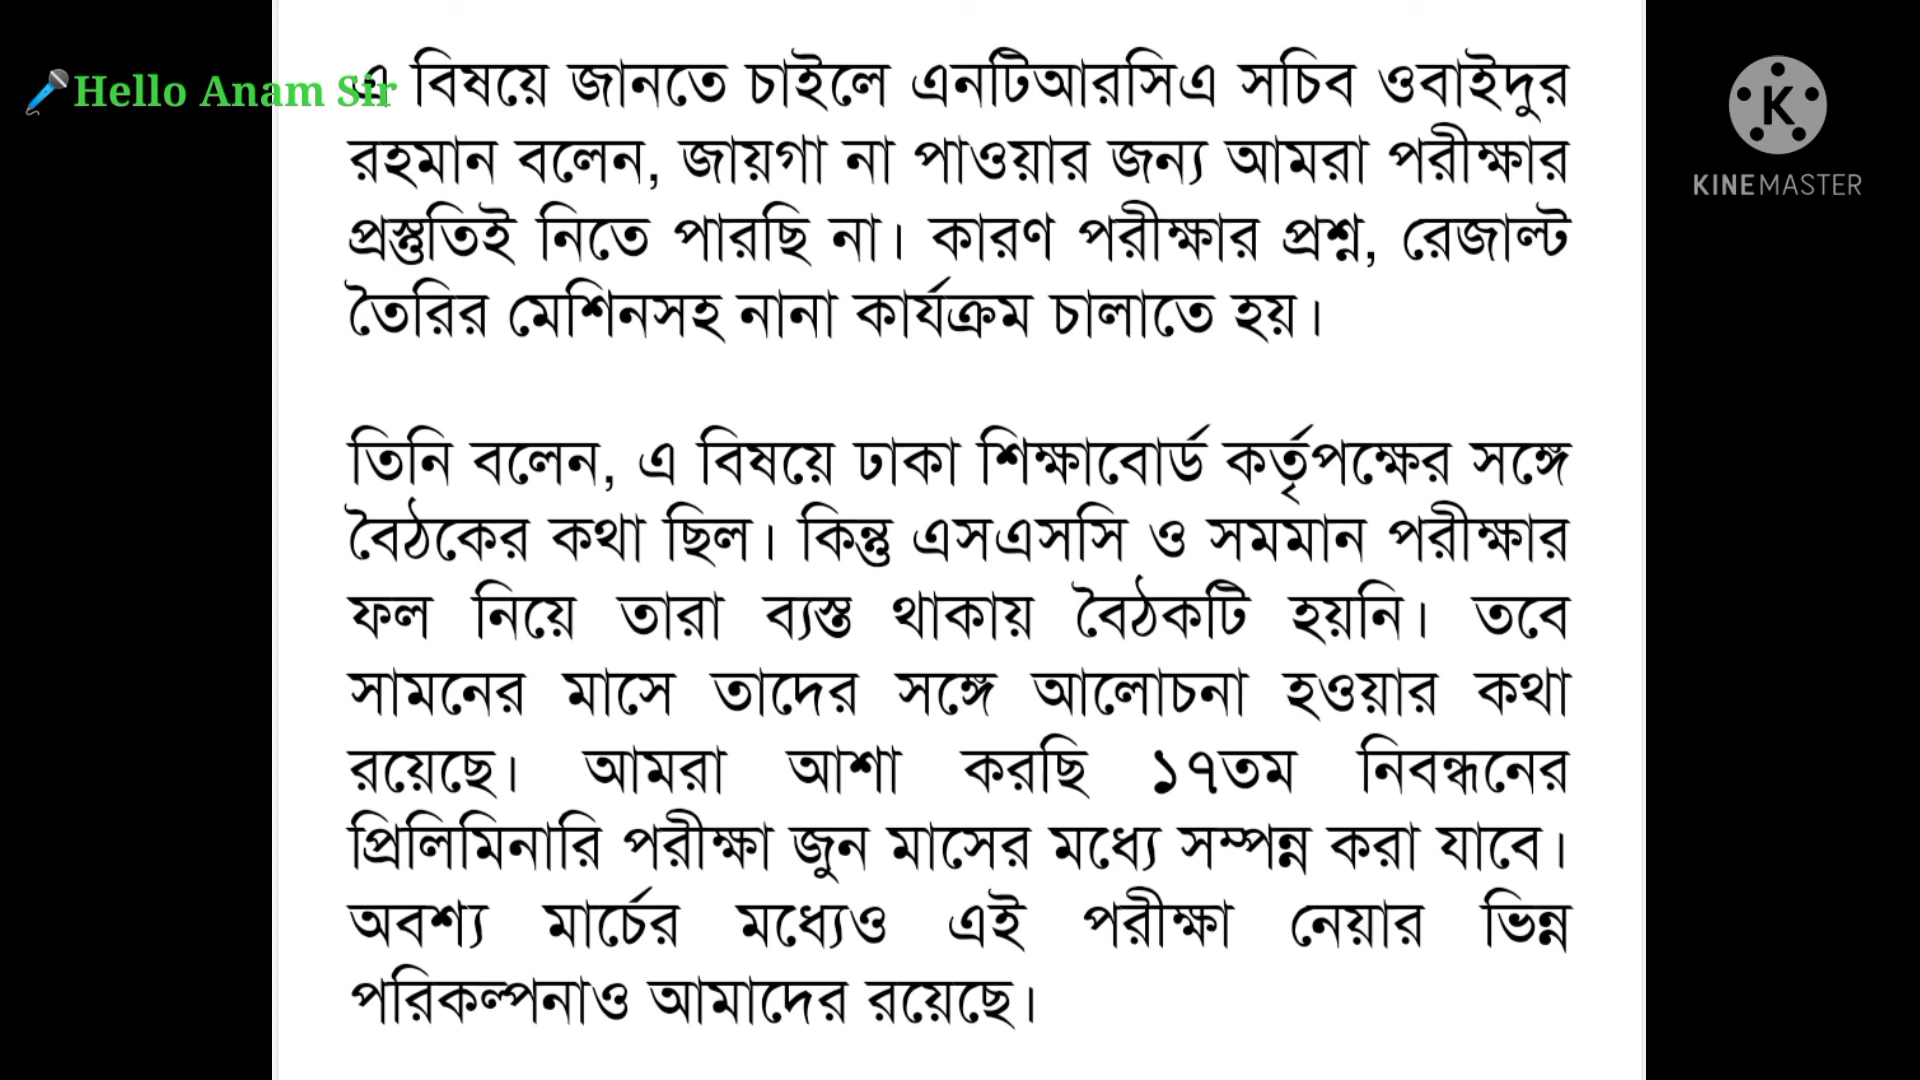 Hello Anam Sir
এ বিষয়ে জানতে চাইলে এনটিআরসিএ সচিব ওবাইদুর
রহমান বলেন, জায়গা না পাওয়ার জন্য আমরা পরীক্ষার
প্রস্তুতিই নিতে পারছি না। কারণ পরীক্ষার প্রশ্ন, রেজাল্ট
তৈরির মেশিনসহ নানা কার্যক্রম চালাতে হয়।
তিনি বলেন, এ বিষয়ে ঢাকা শিক্ষাবোর্ড কর্তৃপক্ষের সঙ্গে
বৈঠকের কথা ছিল। কিন্তু এসএসসি ও সমমান পরীক্ষার
ফল নিয়ে তারা ব্যস্ত থাকায় বৈঠকটি হয়নি। তবে
সামনের মাসে তাদের সঙ্গে আলোচনা হওয়ার কথা
রয়েছে। আমরা আশা করছি ১৭তম নিবন্ধনের
প্রিলিমিনারি পরীক্ষা জুন মাসের মধ্যে সম্পন্ন করা যাবে।
অবশ্য মার্চের মধ্যেও এই পরীক্ষা নেয়ার ভিন্ন
পরিকল্পনাও আমাদের রয়েছে।
K
KINEMASTER